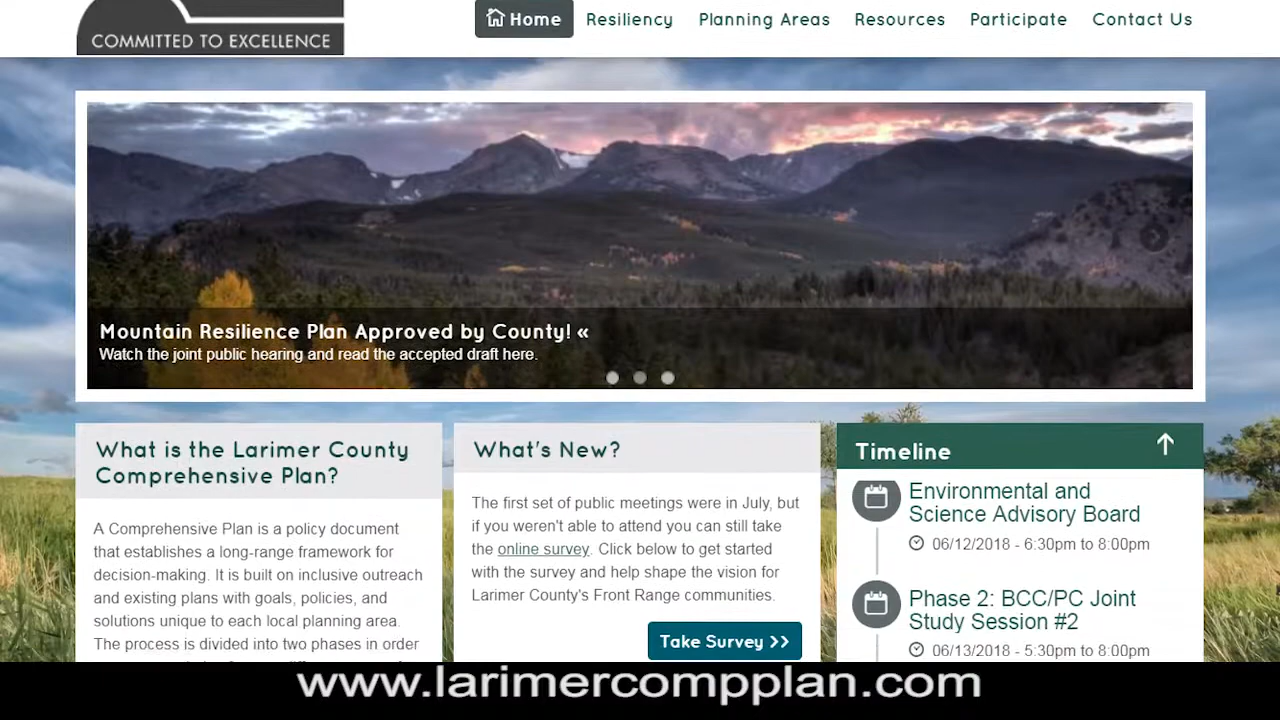 COMMITTED TO EXCELLENCE
Home Resiliency Planning Areas Resources Participate Contact Us
Mountain Resilience Plan Approved by County! «
Watch the joint public hearing and read the accepted draft here.
What is the Larimer County
Comprehensive Plan?
A Comprehensive Plan is a policy document
that establishes a long-range framework for
decision-making. It is built on inclusive outreach
and existing plans with goals, policies, and
solutions unique to each local planning area.
The process is divided into two phases in order
What's New?
The first set of public meetings were in July, but
if you weren't able to attend you can still take
the online survey. Click below to get started
with the survey and help shape the vision for
Larimer County's Front Range communities.
Take Survey >>
Timeline
Environmental and
Science Advisory Board
06/12/2018 - 6:30pm to 8:00pm
Phase 2: BCC/PC Joint
Study Session #2
06/13/2018 - 5:30pm to 8:00pm
www.larimercompplan.com